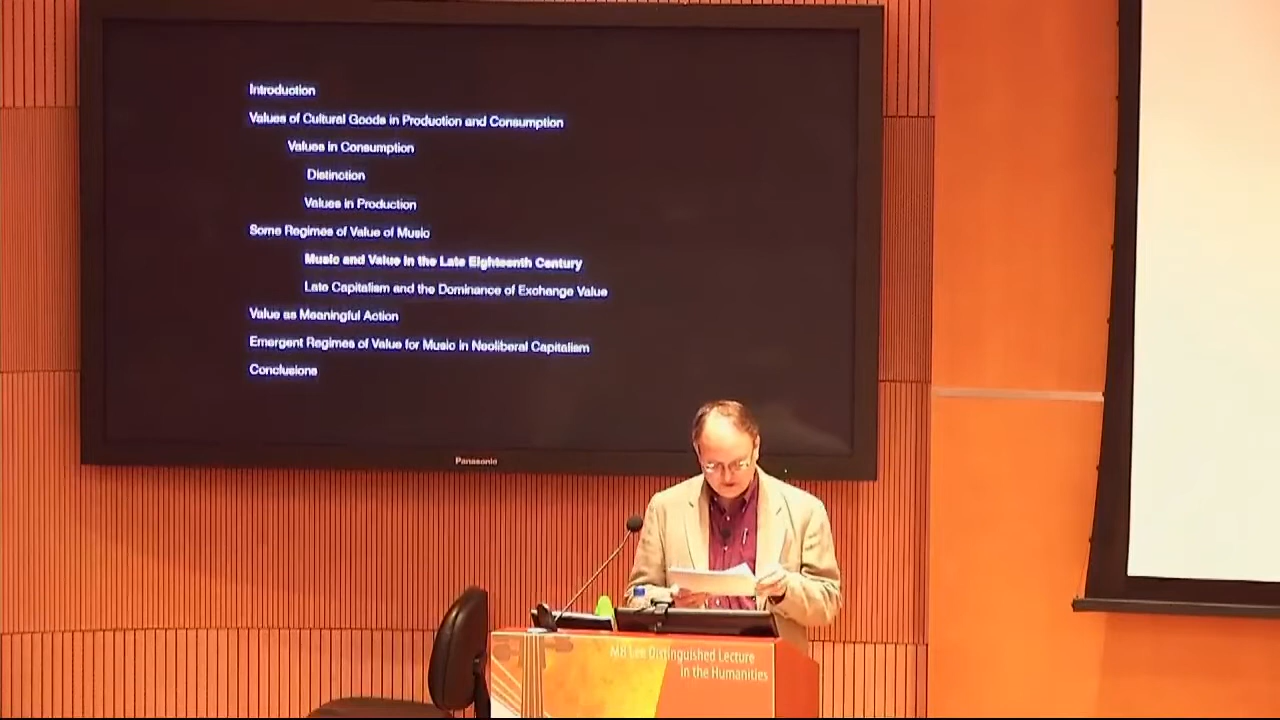 Introduction
Values of Cultural Goods in Production and Consumption
Values in Consumption
Distinction
Values in Production
Some Regimes of Value of Music
Music and Value in the Late Eighteenth Century
Late Capitalism and the Dominance of Exchange Value
Value as Meaningful Action
Emergent Regimes of Value for Music in Neoliberal Capitalism
Conclusions
Panasonic
MB Lee Distinguished Lecture
in the Humanities